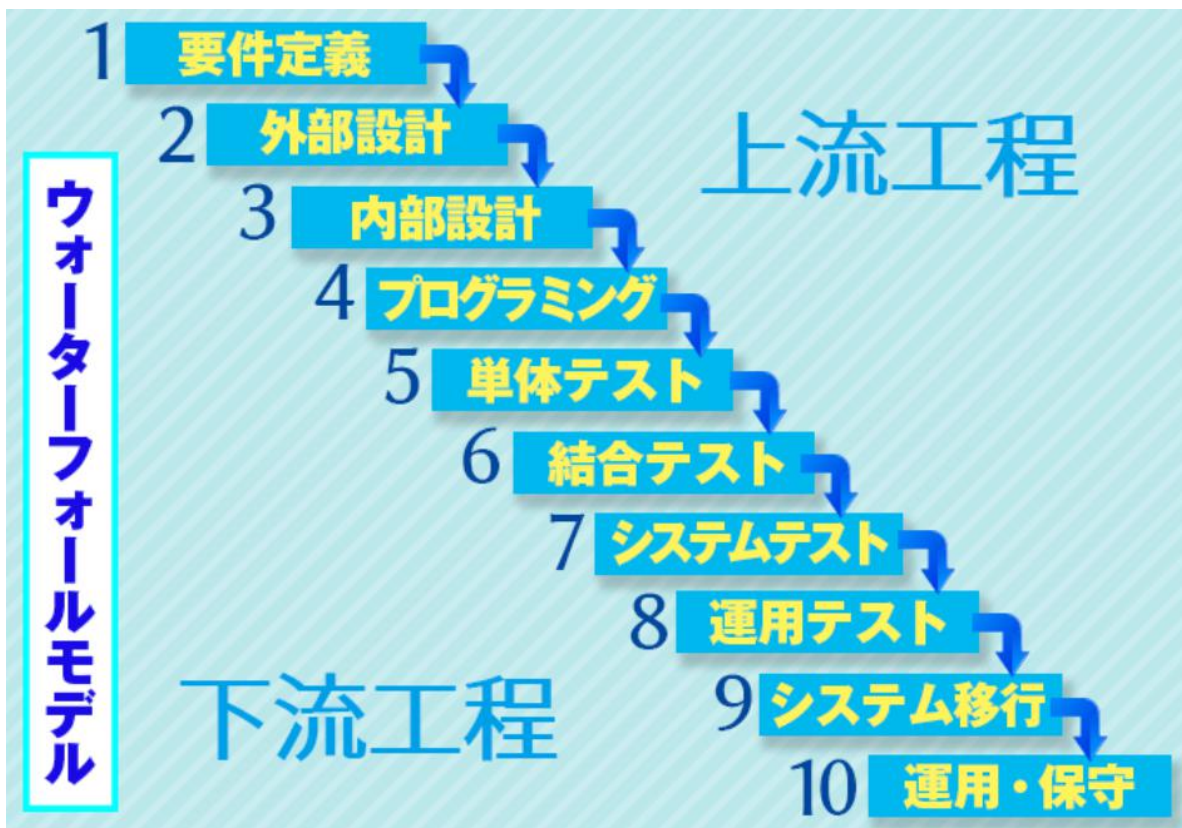 1 要件定義
2 外部設計
3 内部設計
4 プログラミング
5 単体テスト
6 結合テスト
7 システムテスト
8 運用テスト
9 システム移行
10 運用・保守
上流工程
下流工程
ウォーターフォールモデル